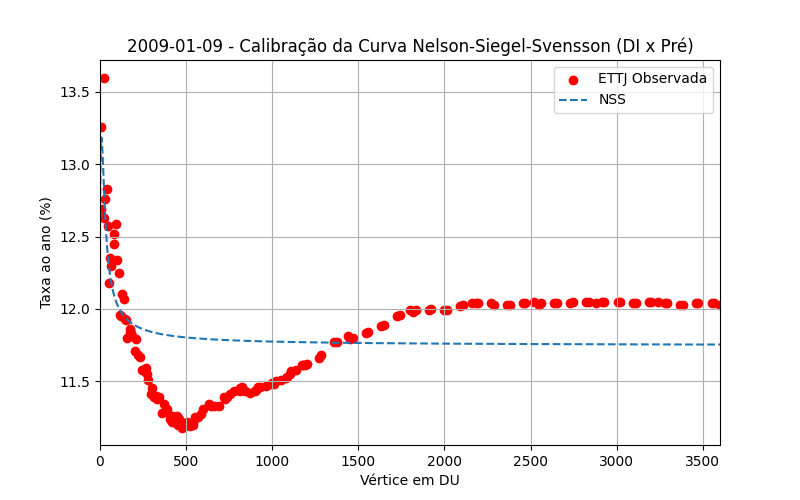 2009-01-09 - Calibração da Curva Nelson-Siegel-Svensson (DI x Pré)
ETTJ Observada
NSS
Taxa ao ano (%)
13.5
13.0
12.5
12.0
11.5
0 500 1000 1500 2000 2500 3000 3500
Vértice em DU